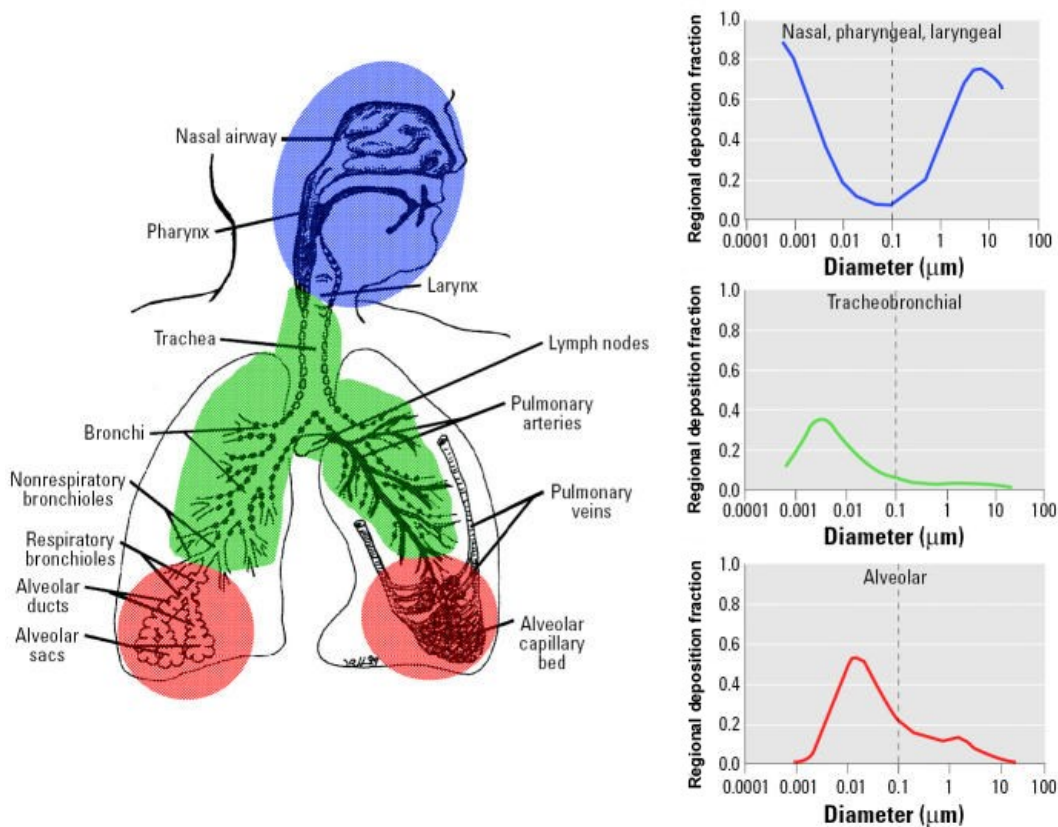 Nasal airway
Pharynx
Larynx
Trachea
Lymph nodes
Pulmonary
arteries
Bronchi
Nonrespiratory
bronchioles
Pulmonary
veins
Respiratory
bronchioles
Alveolar
ducts
Alveolar
sacs
Alveolar
capillary
bed
Regional deposition fraction
1.0
0.8
0.6
0.4
0.2
0.0
Nasal, pharyngeal, laryngeal
0.0001 0.001 0.01 0.1 1 10 100
Diameter (μm)
Regional deposition fraction
1.0
0.8
0.6
0.4
0.2
0.0
Tracheobronchial
0.0001 0.001 0.01 0.1 1 10 100
Diameter (μm)
Regional deposition fraction
1.0
0.8
0.6
0.4
0.2
0.0
Alveolar
0.0001 0.001 0.01 0.1 1 10 100
Diameter (μm)